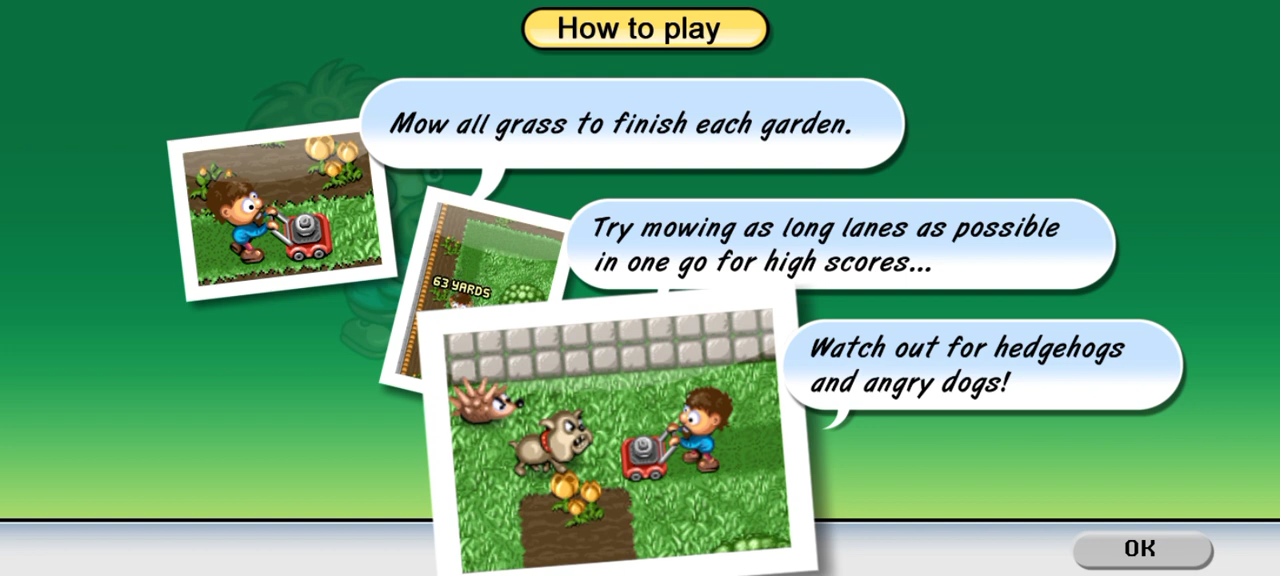 How to play
Mow all grass to finish each garden.
Try mowing as long lanes as possible
in one go for high scores...
63 YARDS
Watch out for hedgehogs
and angry dogs!
OK